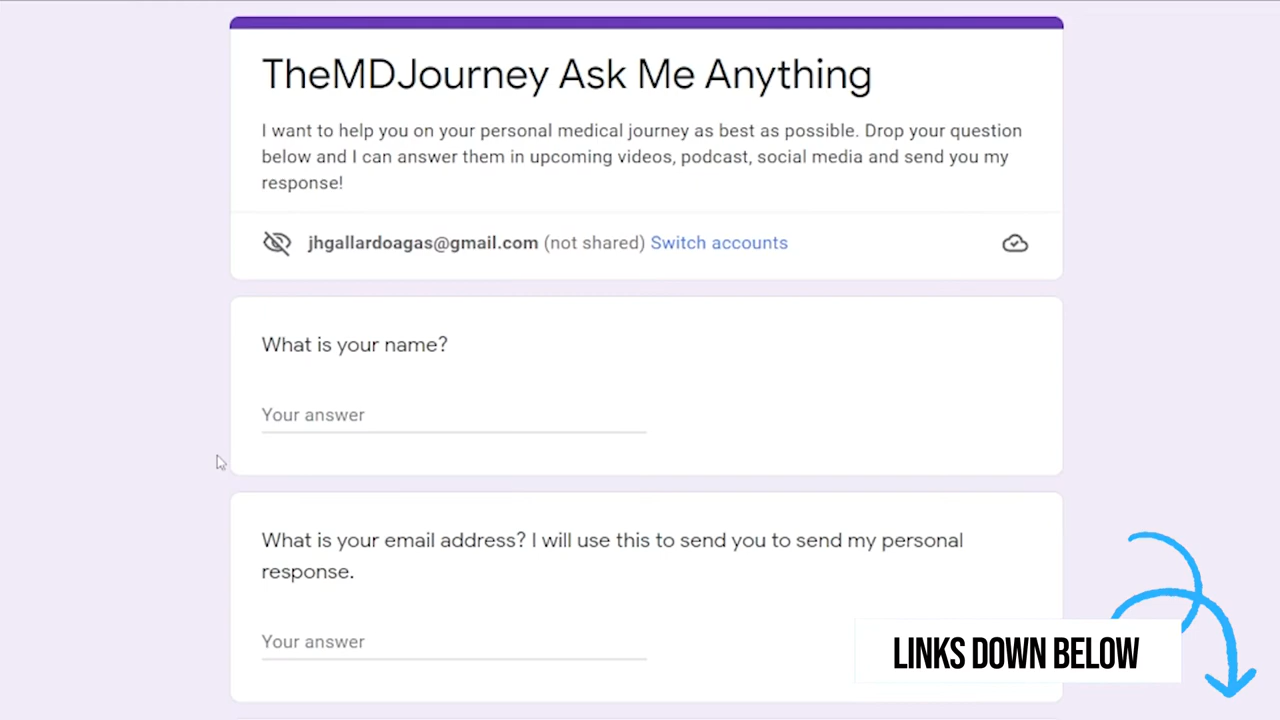 TheMDJourney Ask Me Anything
I want to help you on your personal medical journey as best as possible. Drop your question
below and I can answer them in upcoming videos, podcast, social media and send you my
response!
jhgallardoagas@gmail.com (not shared) Switch accounts
What is your name?
Your answer
What is your email address? I will use this to send you to send my personal
response.
Your answer
LINKS DOWN BELOW